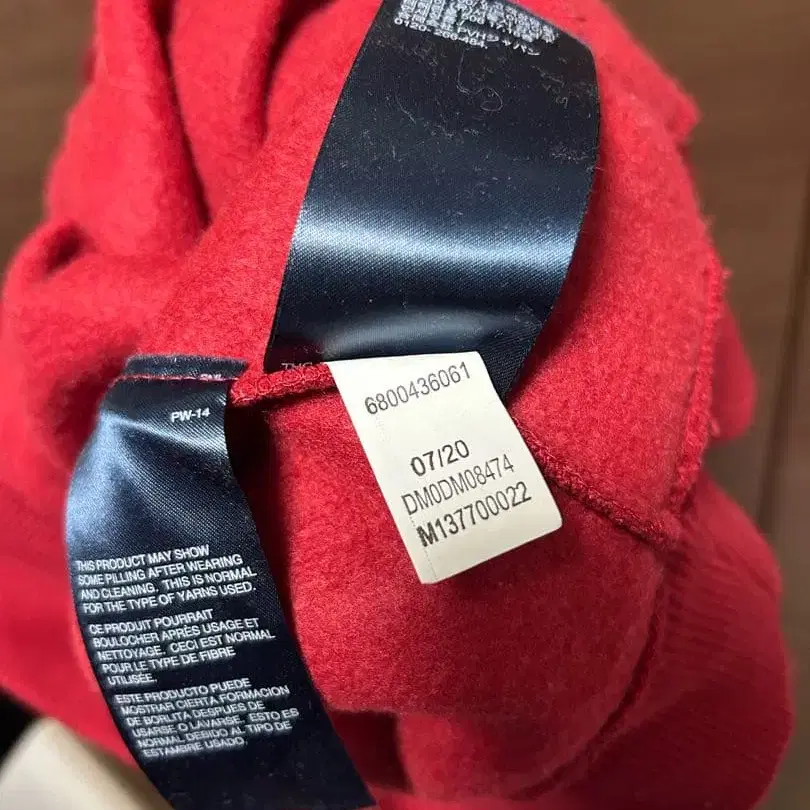 0120-266-484.
6800436061
07/20
DM0DM08474
M137700022
PW-14
THIS PRODUCT MAY SHOW
SOME PILLING AFTER WEARING
AND CLEANING. THIS IS NORMAL
FOR THE TYPE OF YARNS USED.
CE PRODUIT POURRAIT
BOULOCHER APRÈS USAGE ET
NETTOYAGE. CECI EST NORMAL
POUR LE TYPE DE FIBRE
UTILISÉE.
ESTE PRODUCTO PUEDE
MOSTRAR CIERTA FORMACION
DE BORLITA DESPUES DE
USARSE O LAVARSE. ESTO ES
NORMAL DEBIDO AL TIPO DE
ESTAMBRE USADO.